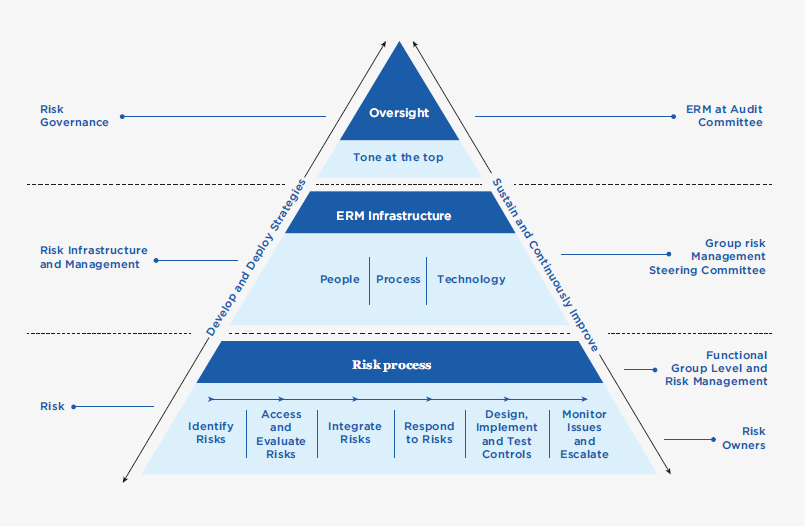 Oversight
Risk
Governance
ERM at Audit
Committee
Tone at the top
Develop and Deploy Strategies
Sustain and Continuously Improve
ERM Infrastructure
Risk Infrastructure
and Management
Group risk
Management
Steering Committee
People
Process
Technology
Risk process
Functional
Group Level and
Risk Management
Risk
Identify
Risks
Access
and
Evaluate
Risks
Integrate
Risks
Respond
to Risks
Design,
Implement
and Test
Controls
Monitor
Issues
and
Escalate
Risk
Owners